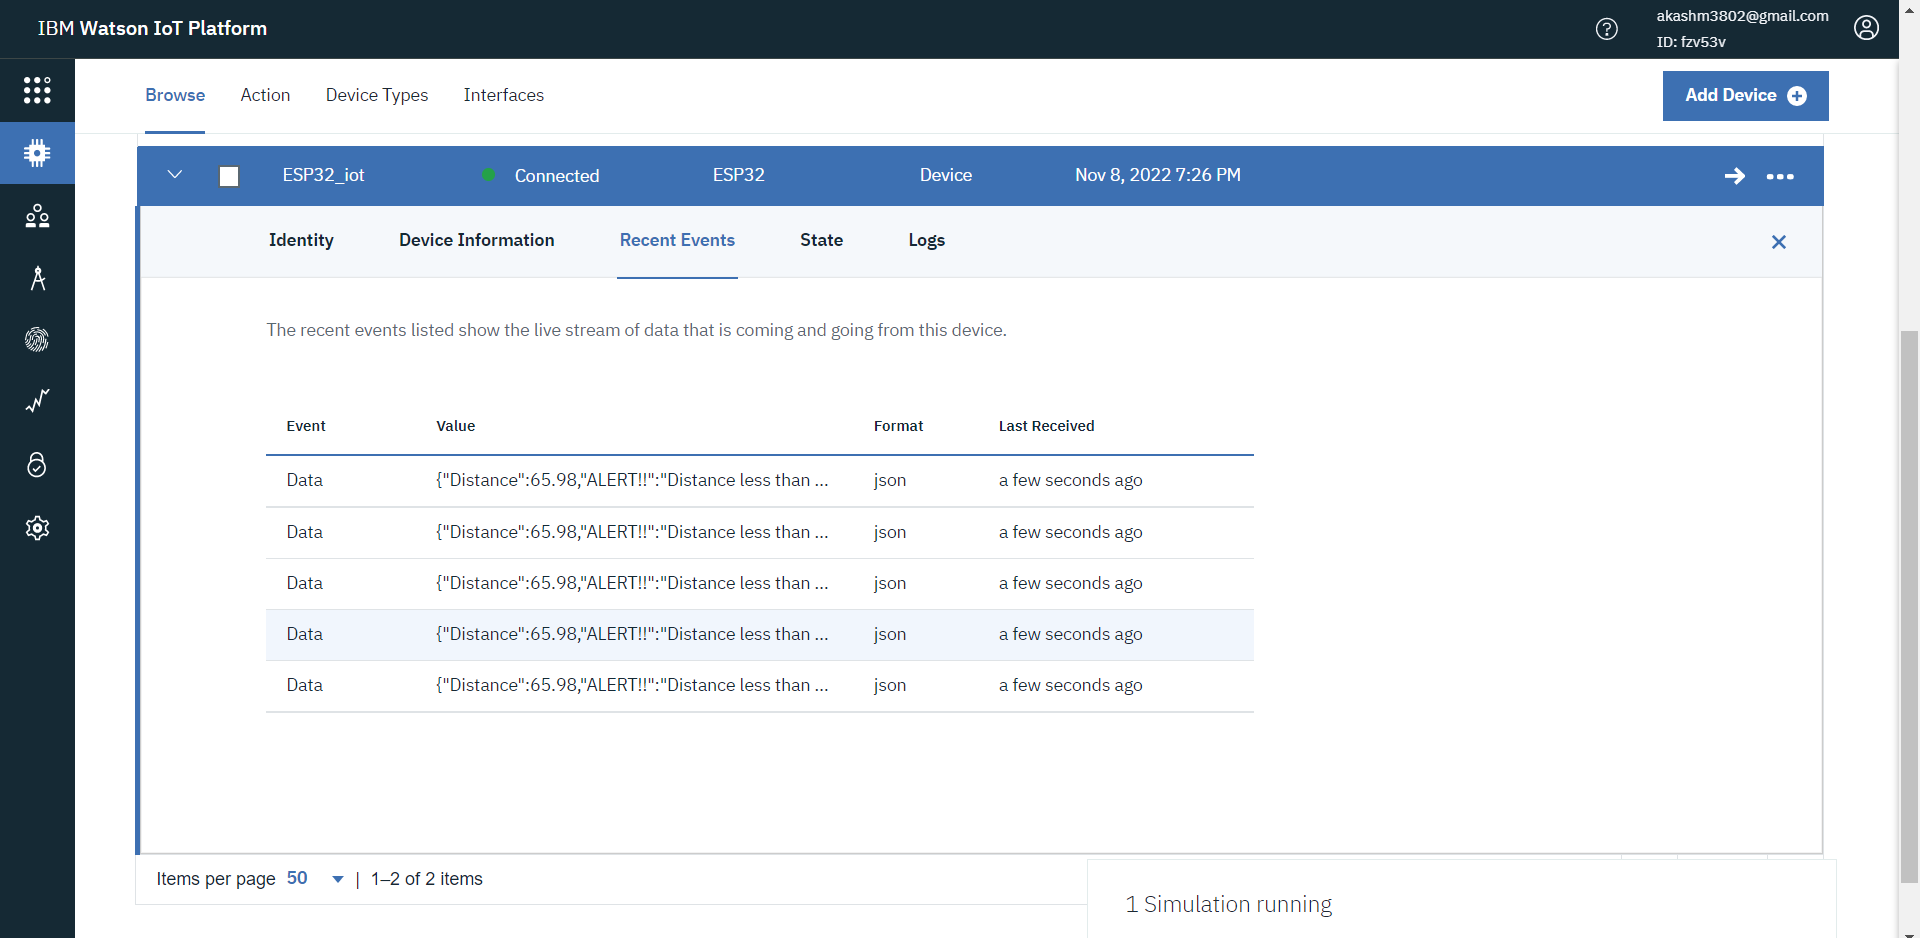 IBM Watson IoT Platform
akashm3802@gmail.com
ID: fzv53v
Browse Action Device Types Interfaces
Add Device
ESP32_iot Connected ESP32 Device Nov 8, 2022 7:26 PM
Identity Device Information Recent Events State Logs
The recent events listed show the live stream of data that is coming and going from this device.
Event Value Format Last Received
Data {"Distance":65.98,"ALERT!!":"Distance less than ... json a few seconds ago
Data {"Distance":65.98,"ALERT!!":"Distance less than ... json a few seconds ago
Data {"Distance":65.98,"ALERT!!":"Distance less than ... json a few seconds ago
Data {"Distance":65.98,"ALERT!!":"Distance less than ... json a few seconds ago
Data {"Distance":65.98,"ALERT!!":"Distance less than ... json a few seconds ago
Items per page 50 | 1–2 of 2 items
1 Simulation running